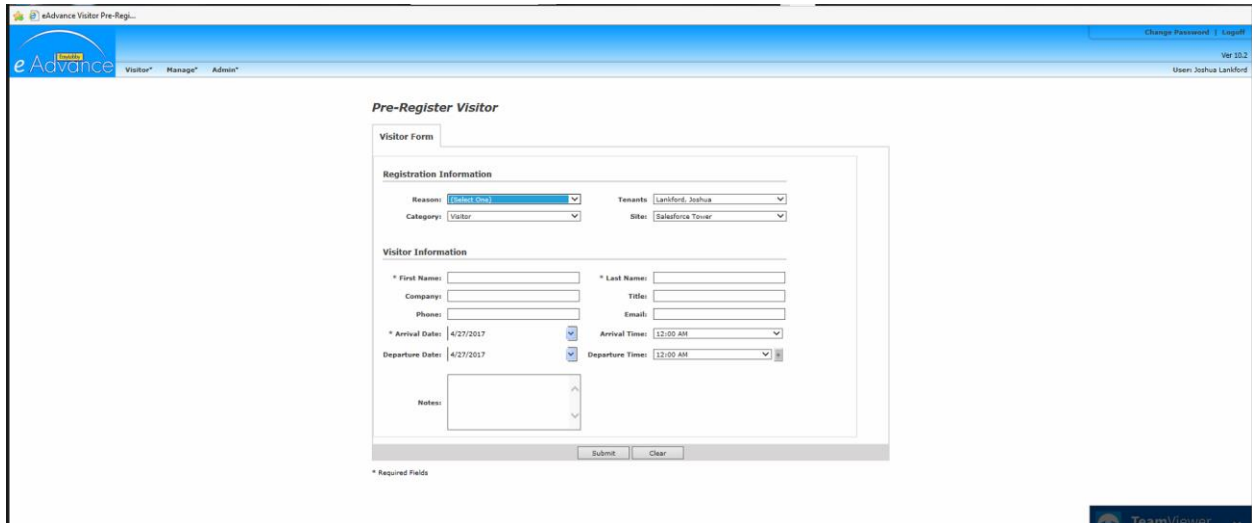 eAdvance Visitor Pre-Regi...
Change Password | Logoff
Ver 10.2
e Advance
Visitor* Manage* Admin* User: Joshua Lankford
Pre-Register Visitor
Visitor Form
Registration Information
Reason: (Select One) Tenants Lankford, Joshua
Category: Visitor Site: Salesforce Tower
Visitor Information
* First Name: * Last Name:
Company: Title:
Phone: Email:
* Arrival Date: 4/27/2017 Arrival Time: 12:00 AM
Departure Date: 4/27/2017 Departure Time: 12:00 AM
Notes:
Submit Clear
* Required Fields
TeamViewer